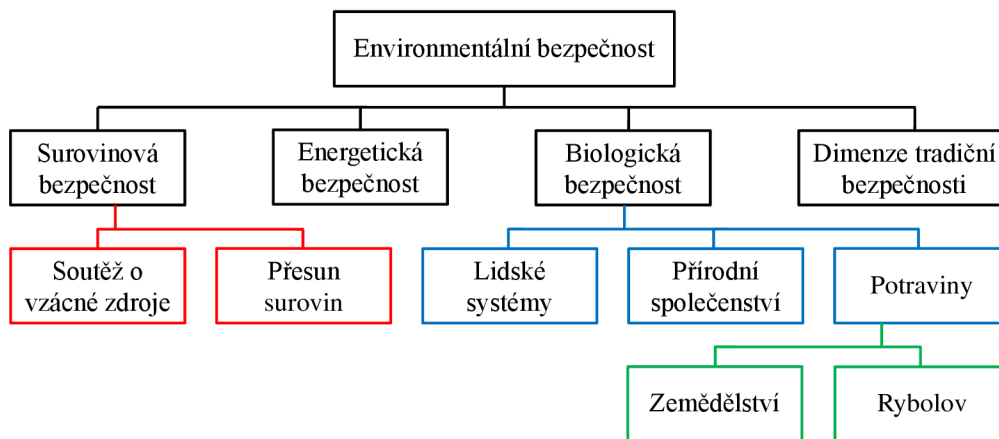 Environmentální bezpečnost
Surovinová
bezpečnost
Energetická
bezpečnost
Biologická
bezpečnost
Dimenze tradiční
bezpečnosti
Soutěž o
vzácné zdroje
Přesun
surovin
Lidské
systémy
Přírodní
společenství
Potraviny
Zemědělství
Rybolov